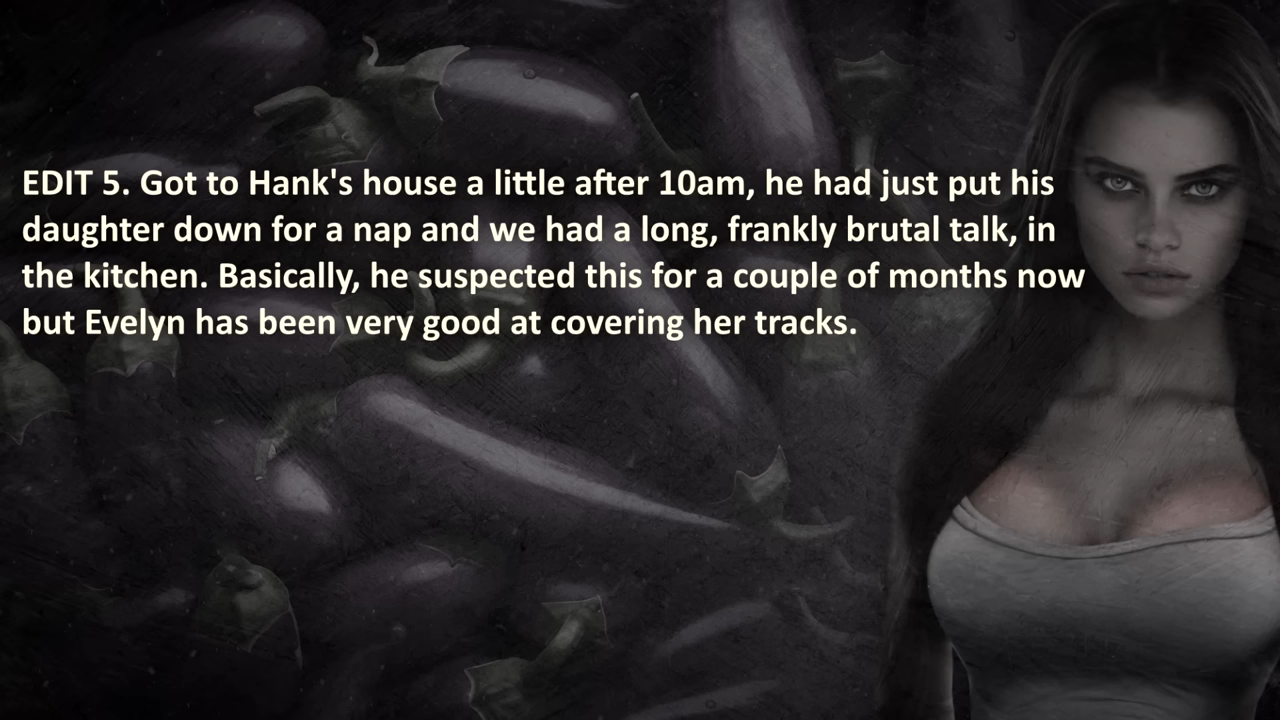 EDIT 5. Got to Hank's house a little after 10am, he had just put his
daughter down for a nap and we had a long, frankly brutal talk, in
the kitchen. Basically, he suspected this for a couple of months now
but Evelyn has been very good at covering her tracks.